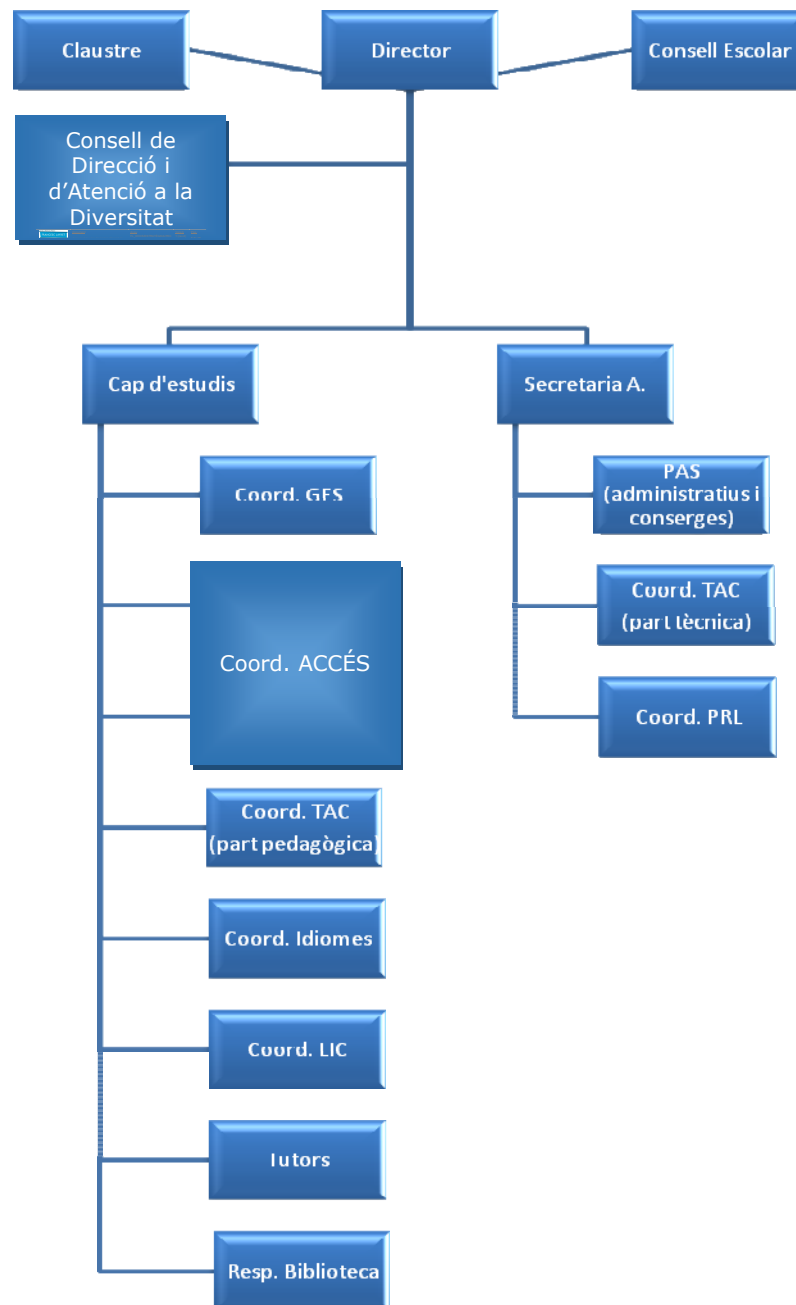 Claustre
Director
Consell Escolar
Consell de
Direcció i
d’Atenció a la
Diversitat
Cap d'estudis
Secretaria A.
Coord. GES
PAS
(administratius i
conserges)
Coord. ACCÉS
Coord. TAC
(part tècnica)
Coord. PRL
Coord. TAC
(part pedagògica)
Coord. Idiomes
Coord. LIC
Tutors
Resp. Biblioteca